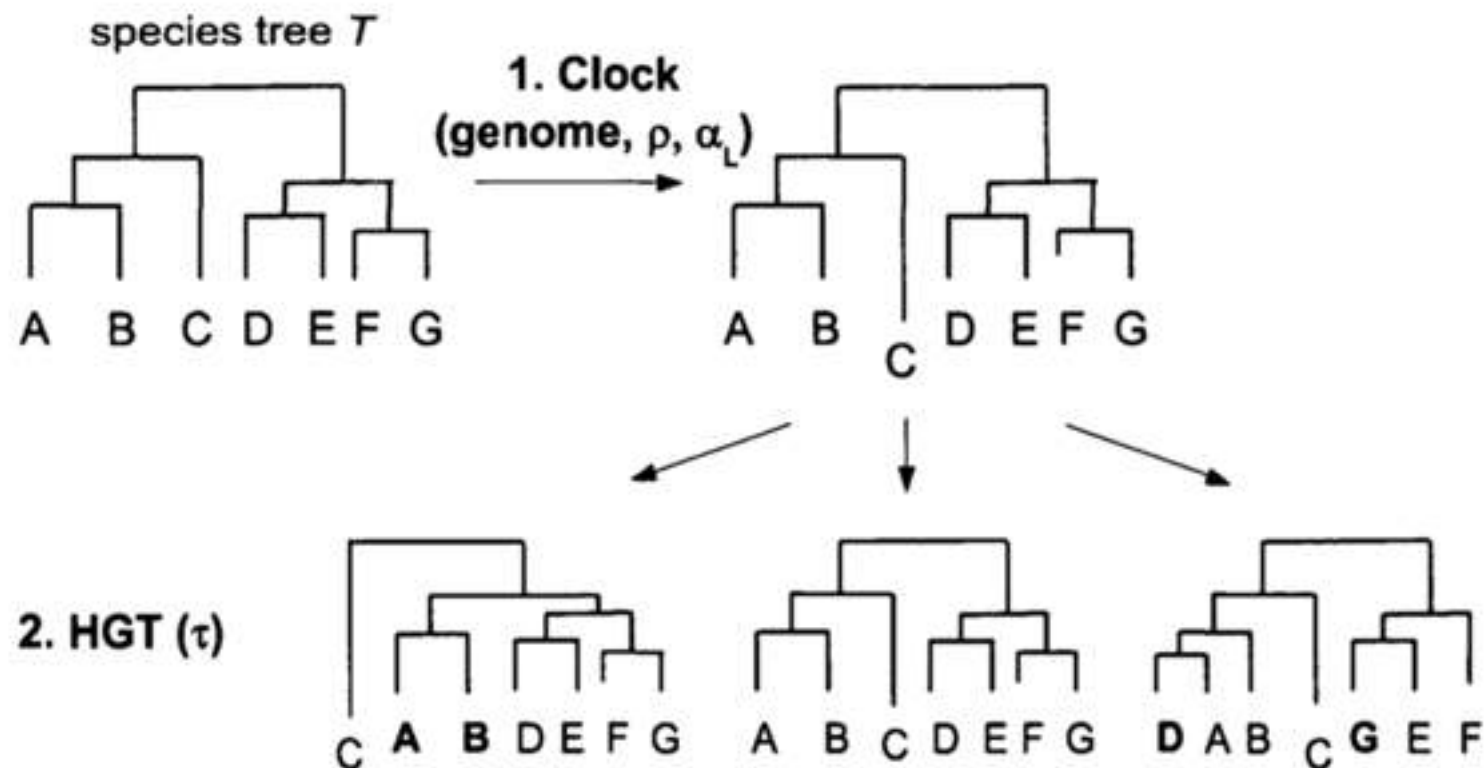 species tree T
1. Clock
(genome, ρ, α_L)
A B C D E F G
A B C D E F G
2. HGT (τ)
C A B D E F G
A B C D E F G
D A B C G E F